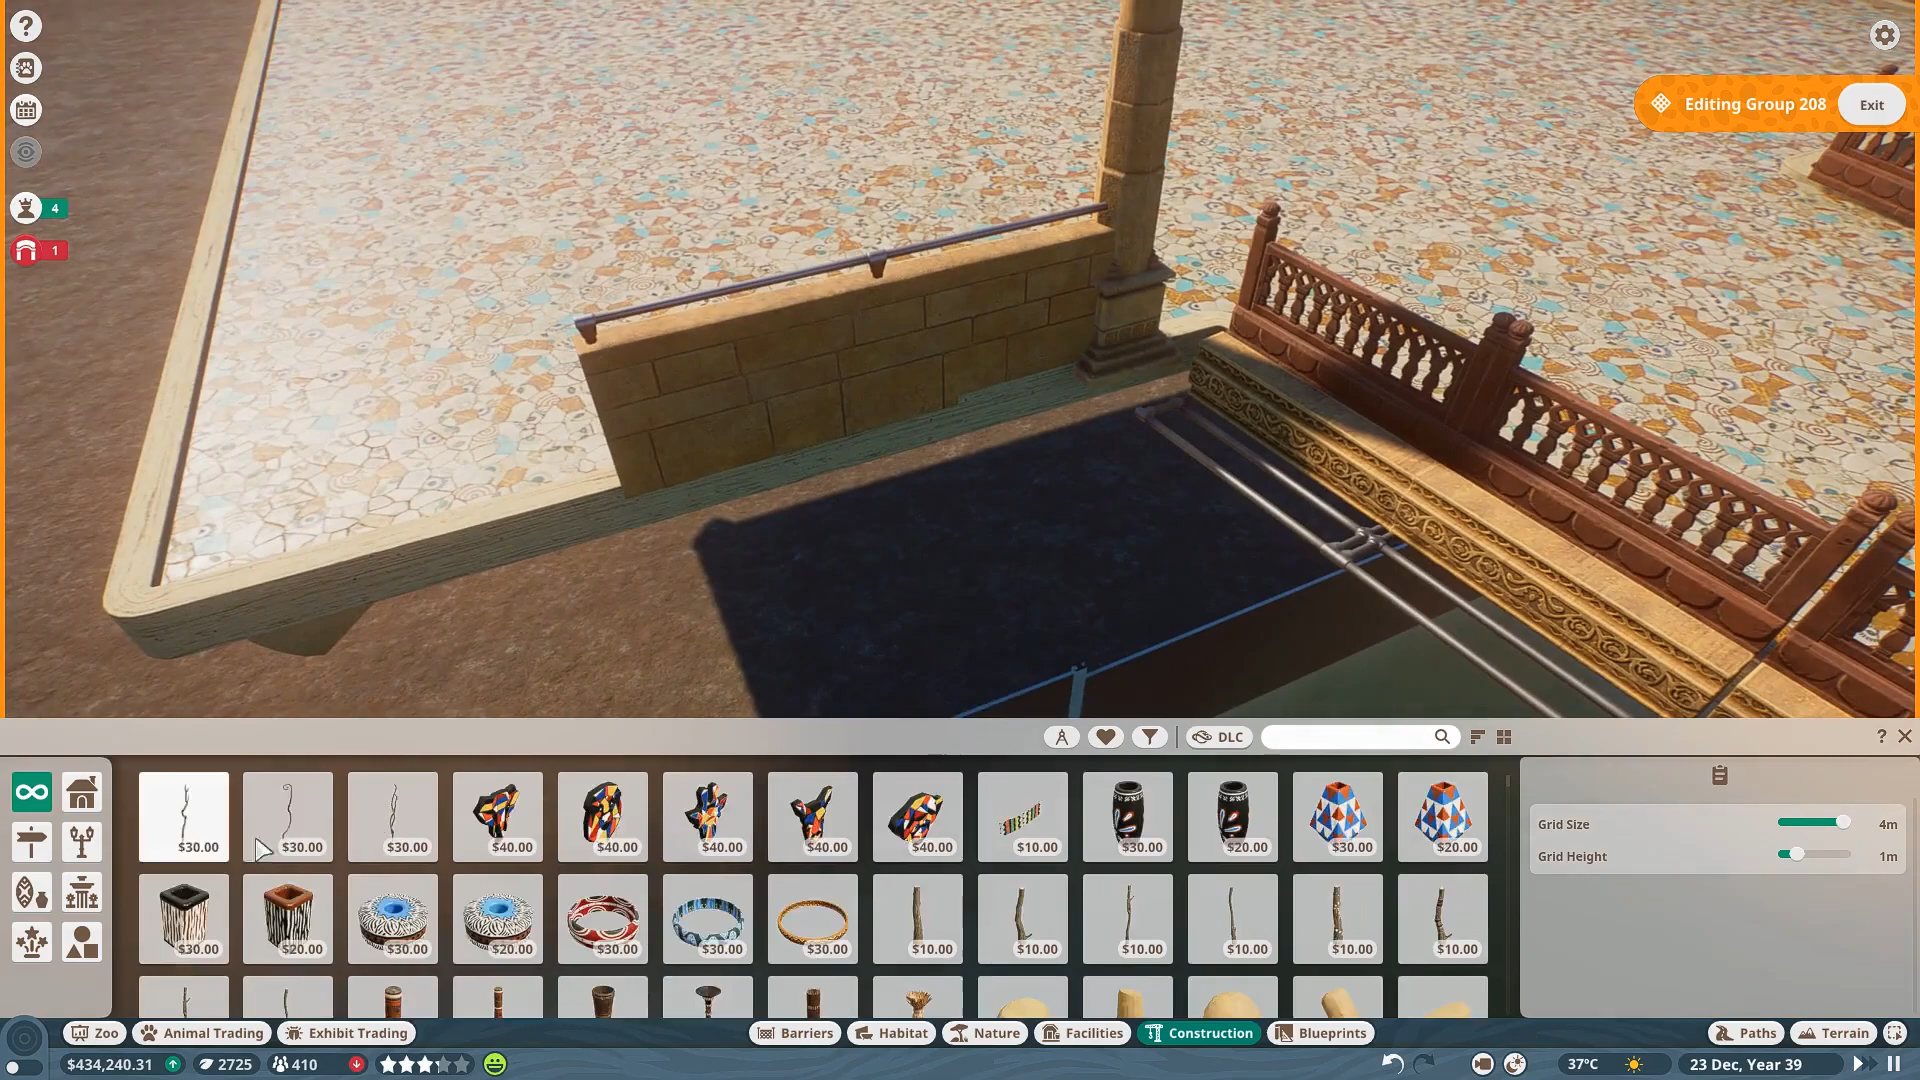 Editing Group 208
Exit
4
1
DLC
$30.00 $30.00 $30.00 $40.00 $40.00 $40.00 $40.00 $40.00 $10.00 $30.00 $20.00 $30.00 $20.00
$30.00 $20.00 $30.00 $20.00 $30.00 $30.00 $30.00 $10.00 $10.00 $10.00 $10.00 $10.00 $10.00
Grid Size 4m
Grid Height 1m
Zoo Animal Trading Exhibit Trading Barriers Habitat Nature Facilities Construction Blueprints Paths Terrain
$434,240.31 2725 410 37°C 23 Dec, Year 39